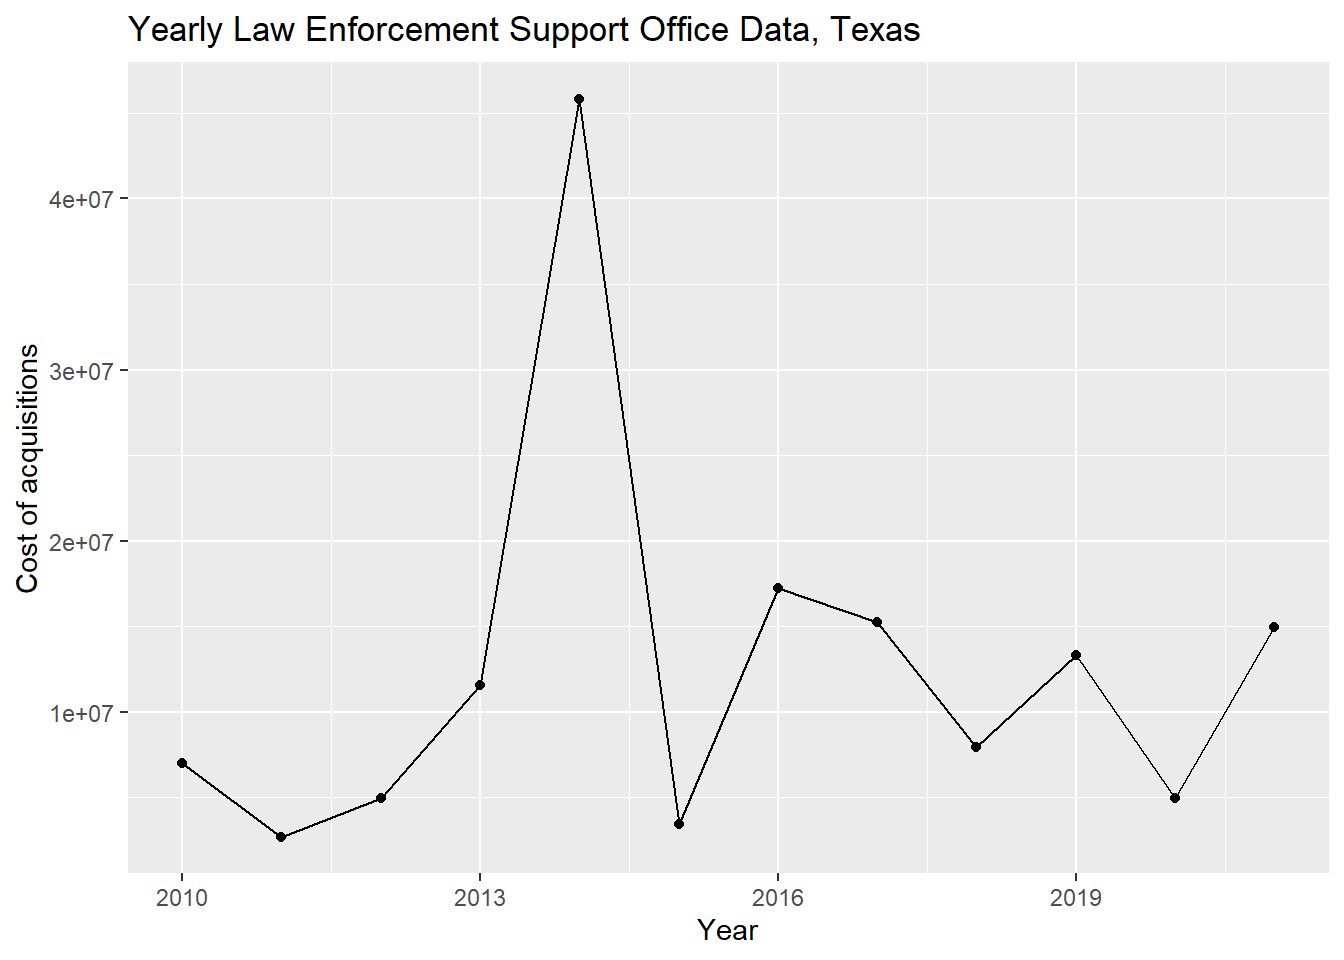 Yearly Law Enforcement Support Office Data, Texas
Cost of acquisitions
4e+07
3e+07
2e+07
1e+07
2010 2013 2016 2019
Year